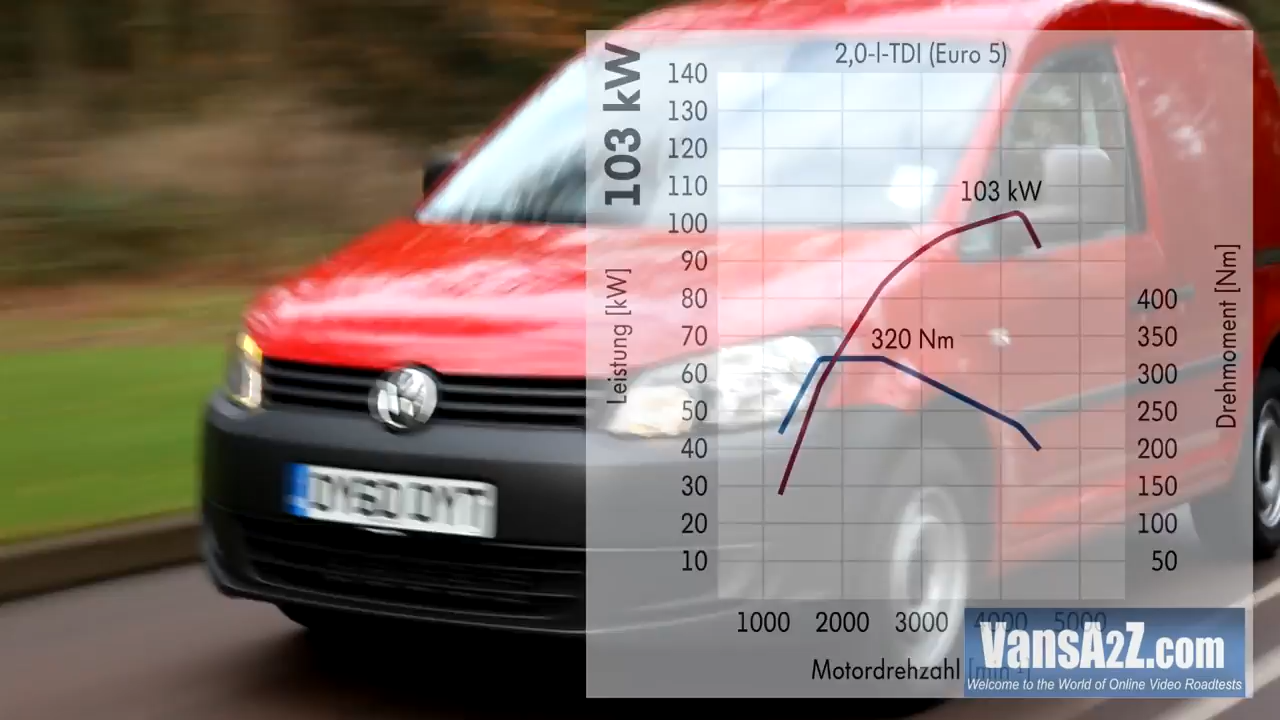 2,0-l-TDI (Euro 5)
103 kW
140
130
120
110
100
90
80
70
60
50
40
30
20
10
Leistung [kW]
103 kW
320 Nm
400
350
300
250
200
150
100
50
Drehmoment [Nm]
1000 2000 3000 4000 5000
Motordrehzahl [min⁻¹]
VansA2Z.com
Welcome to the World of Online Video Roadtests
DY60 DYT